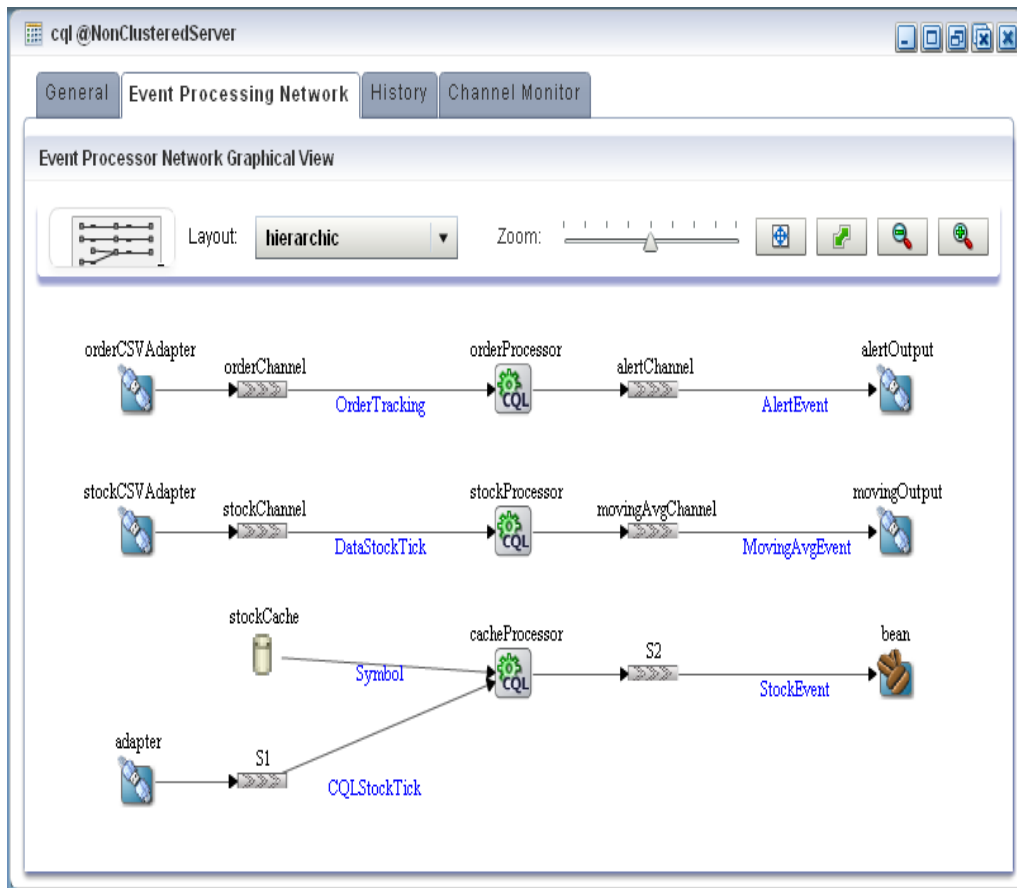 cql @NonClusteredServer
General Event Processing Network History Channel Monitor
Event Processor Network Graphical View
Layout: hierarchic Zoom:
orderCSVAdapter orderChannel orderProcessor alertChannel alertOutput
CQL
OrderTracking AlertEvent
stockCSVAdapter stockChannel stockProcessor movingAvgChannel movingOutput
CQL
DataStockTick MovingAvgEvent
stockCache cacheProcessor S2 bean
CQL
Symbol StockEvent
adapter S1
CQLStockTick